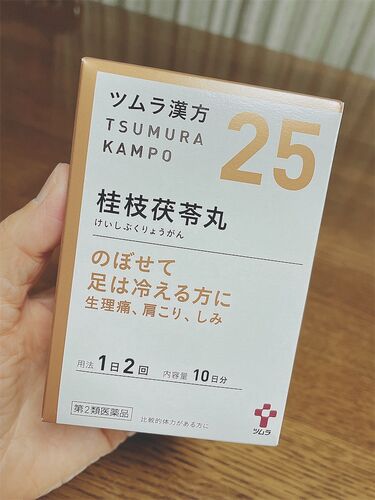 ツムラ漢方
TSUMURA
KAMPO
25
桂枝茯苓丸
けいしぶくりょうがん
のぼせて
足は冷える方に
生理痛、肩こり、しみ
用法 1日2回 内容量 10日分
第2類医薬品
比較的体力がある方に
ツムラ